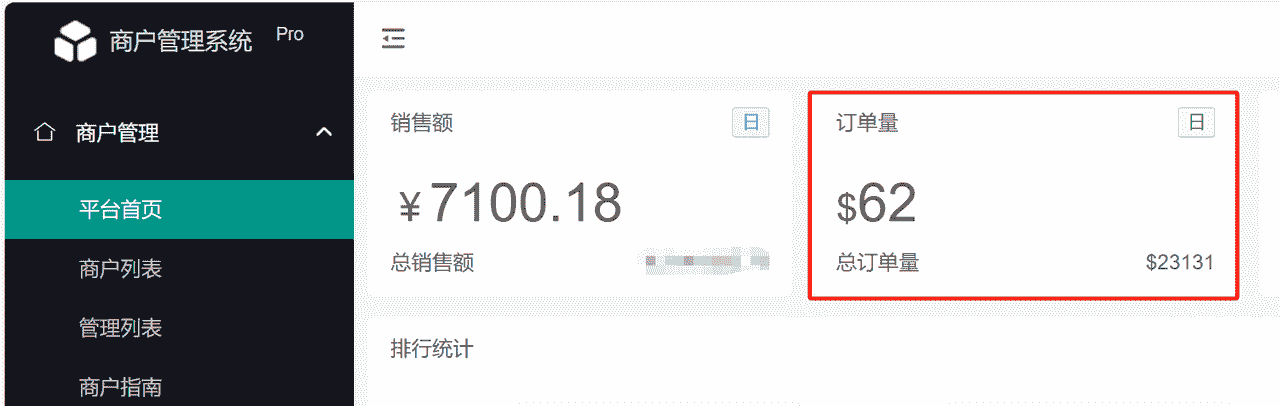 商户管理系统 Pro
商户管理
平台首页
商户列表
管理列表
商户指南
销售额 日
¥7100.18
总销售额
订单量 日
$62
总订单量 $23131
排行统计